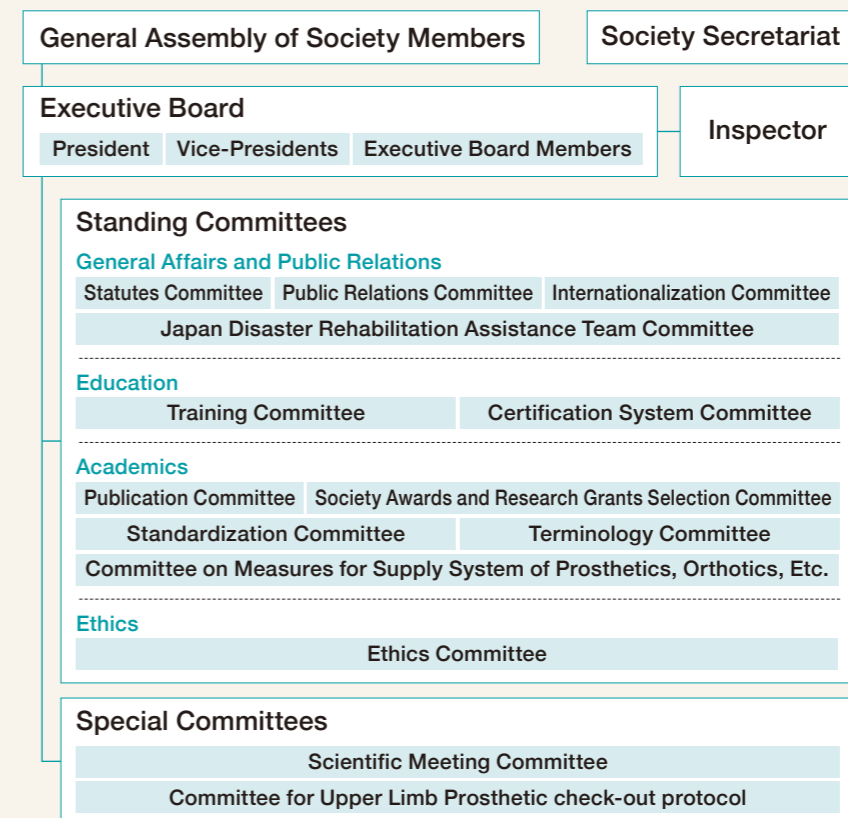 General Assembly of Society Members
Society Secretariat
Executive Board
President Vice-Presidents Executive Board Members
Inspector
Standing Committees
General Affairs and Public Relations
Statutes Committee Public Relations Committee Internationalization Committee
Japan Disaster Rehabilitation Assistance Team Committee
Education
Training Committee Certification System Committee
Academics
Publication Committee Society Awards and Research Grants Selection Committee
Standardization Committee Terminology Committee
Committee on Measures for Supply System of Prosthetics, Orthotics, Etc.
Ethics
Ethics Committee
Special Committees
Scientific Meeting Committee
Committee for Upper Limb Prosthetic check-out protocol